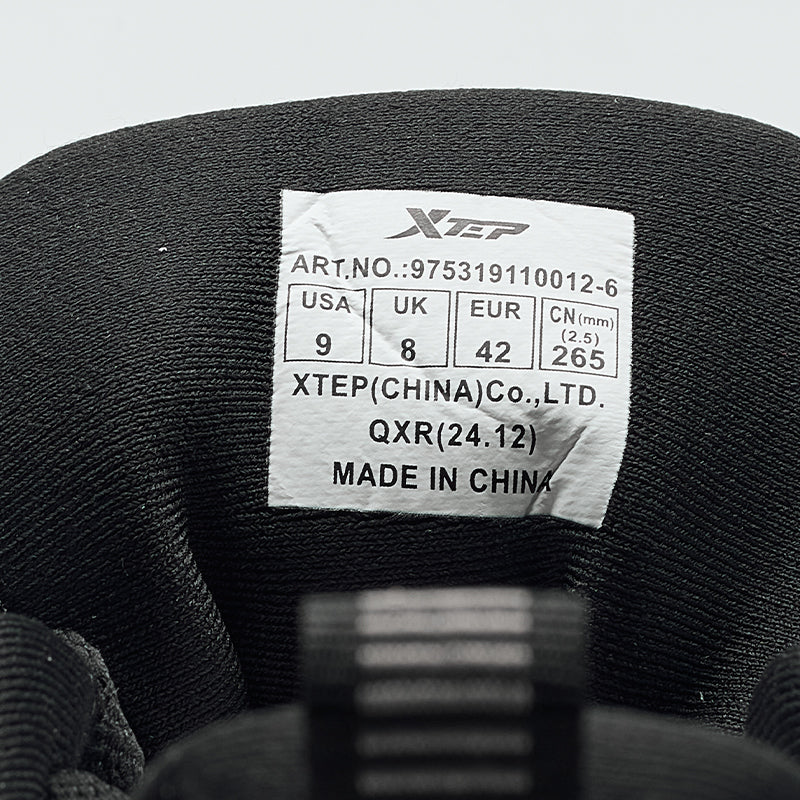 XTEP
ART.NO.:975319110012-6
USA UK EUR CN(mm)
(2.5)
9 8 42 265
XTEP(CHINA)Co.,LTD.
QXR(24.12)
MADE IN CHINA